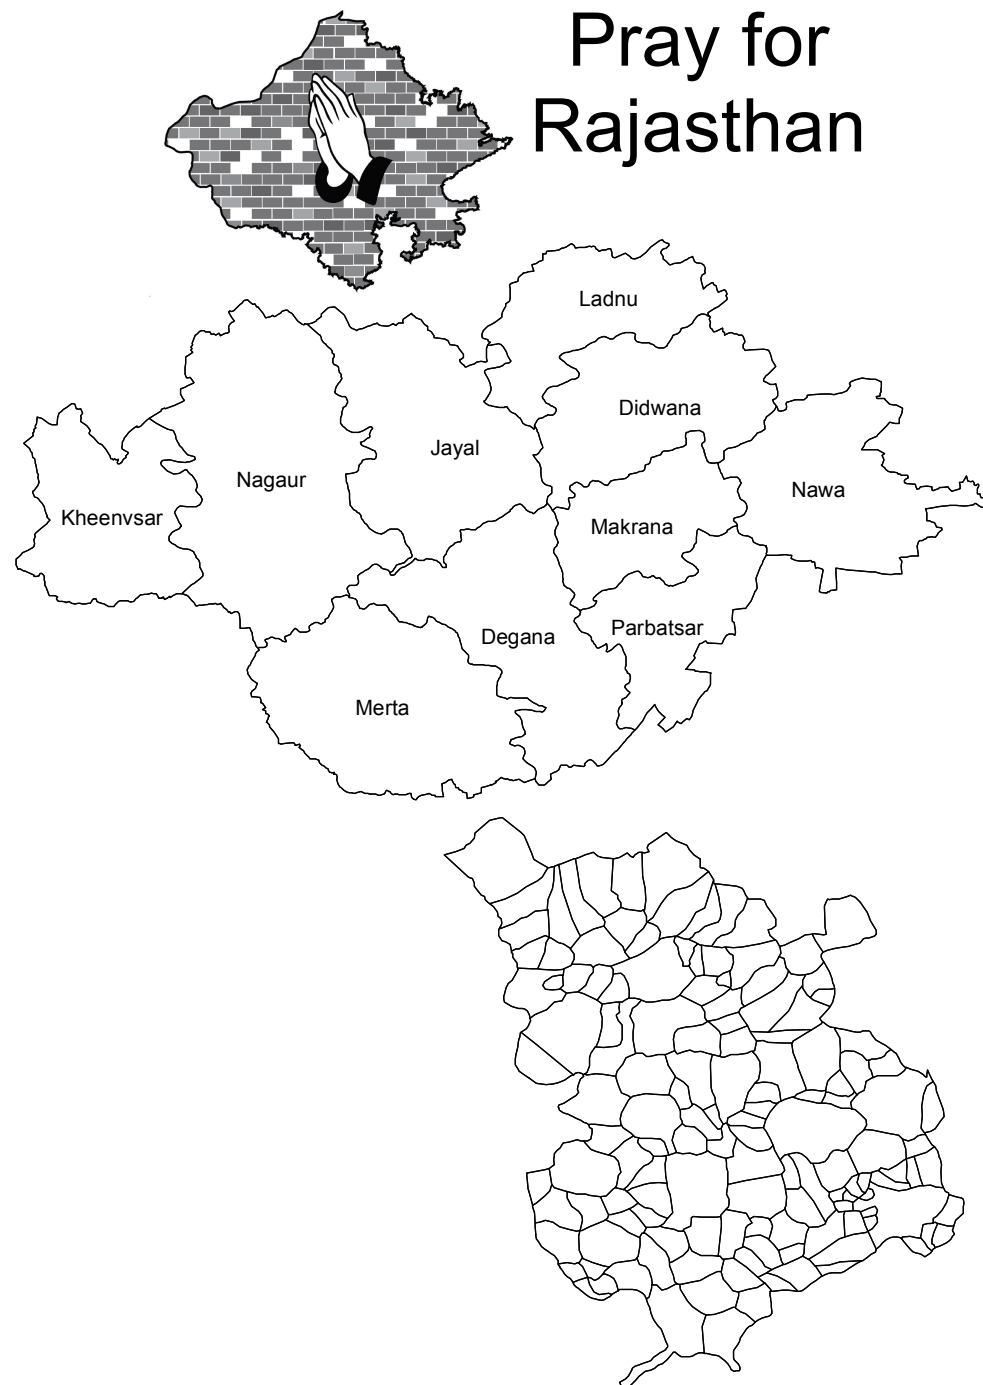 Pray for
Rajasthan
Ladnu
Didwana
Jayal
Nagaur
Nawa
Kheenvsar
Makrana
Degana
Parbatsar
Merta